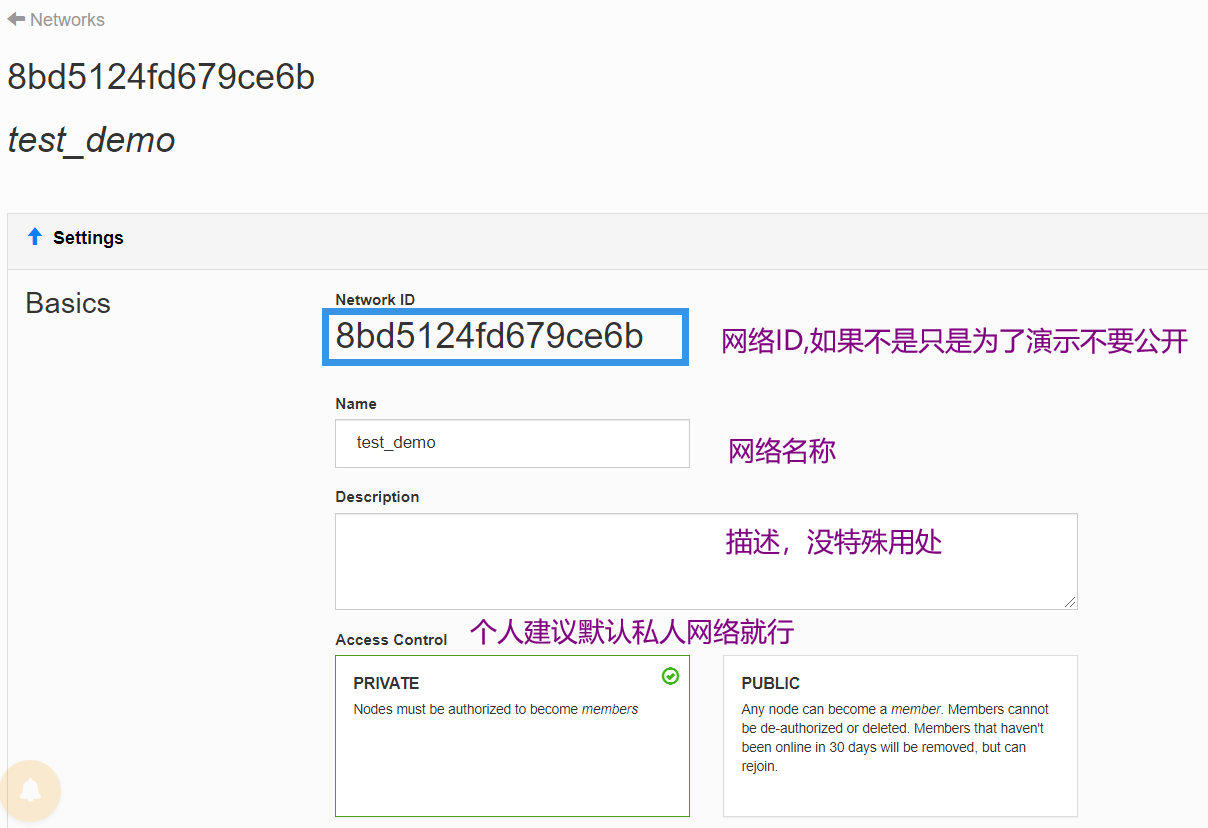 Networks
8bd5124fd679ce6b
test_demo
Settings
Basics
Network ID
8bd5124fd679ce6b
网络ID,如果不是只是为了演示不要公开
Name
test_demo
网络名称
Description
描述，没特殊用处
Access Control
个人建议默认私人网络就行
PRIVATE
Nodes must be authorized to become members
PUBLIC
Any node can become a member. Members cannot
be de-authorized or deleted. Members that haven't
been online in 30 days will be removed, but can
rejoin.